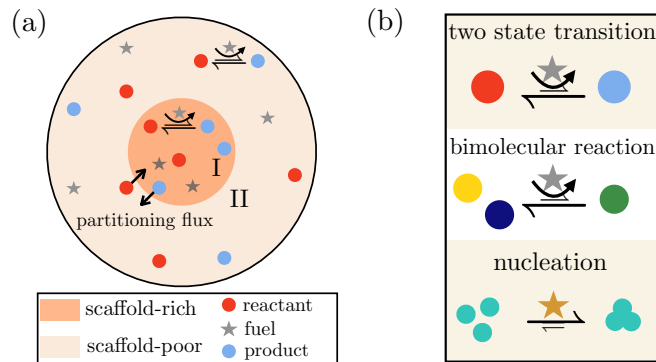 (a)
I
II
partitioning flux
scaffold-rich
scaffold-poor
reactant
fuel
product
(b)
two state transition
bimolecular reaction
nucleation